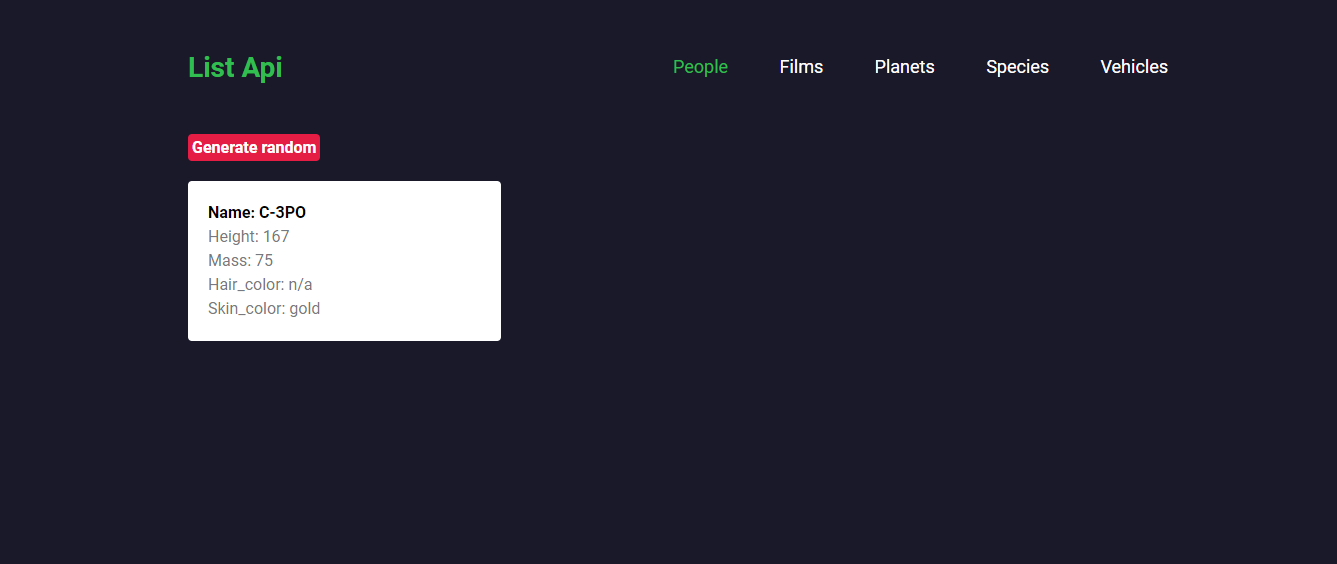 List Api
People Films Planets Species Vehicles
Generate random
Name: C-3PO
Height: 167
Mass: 75
Hair_color: n/a
Skin_color: gold